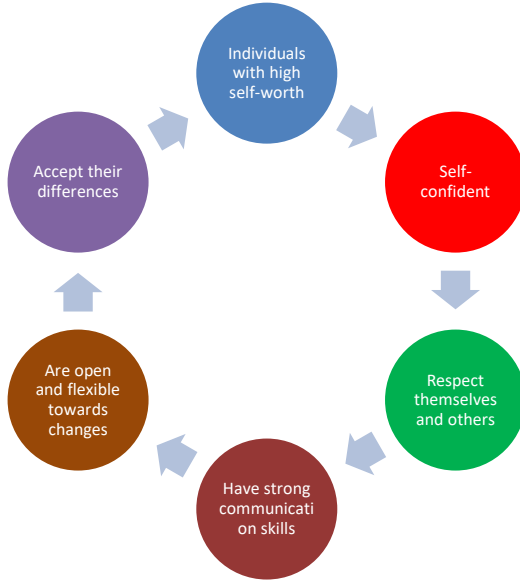 Individuals
with high
self-worth
Self-
confident
Respect
themselves
and others
Have strong
communicati
on skills
Are open
and flexible
towards
changes
Accept their
differences